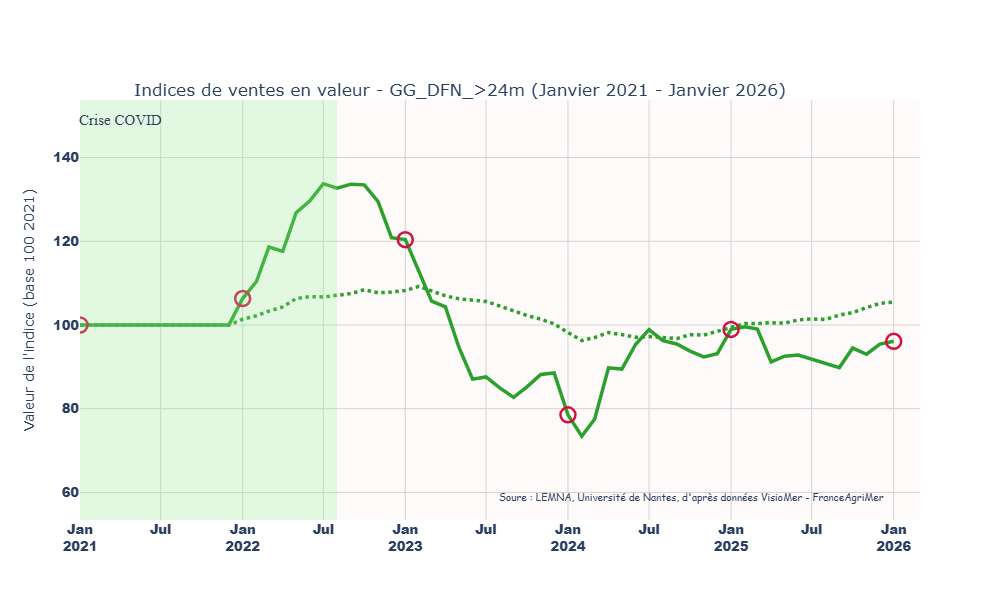 Indices de ventes en valeur - GG_DFN_>24m (Janvier 2021 - Janvier 2026)
Crise COVID
Valeur de l'indice (base 100 2021)
140
120
100
80
60
Soure : LEMNA, Université de Nantes, d'après données VisioMer - FranceAgriMer
Jan Jul Jan Jul Jan Jul Jan Jul Jan Jul Jan
2021 2022 2023 2024 2025 2026